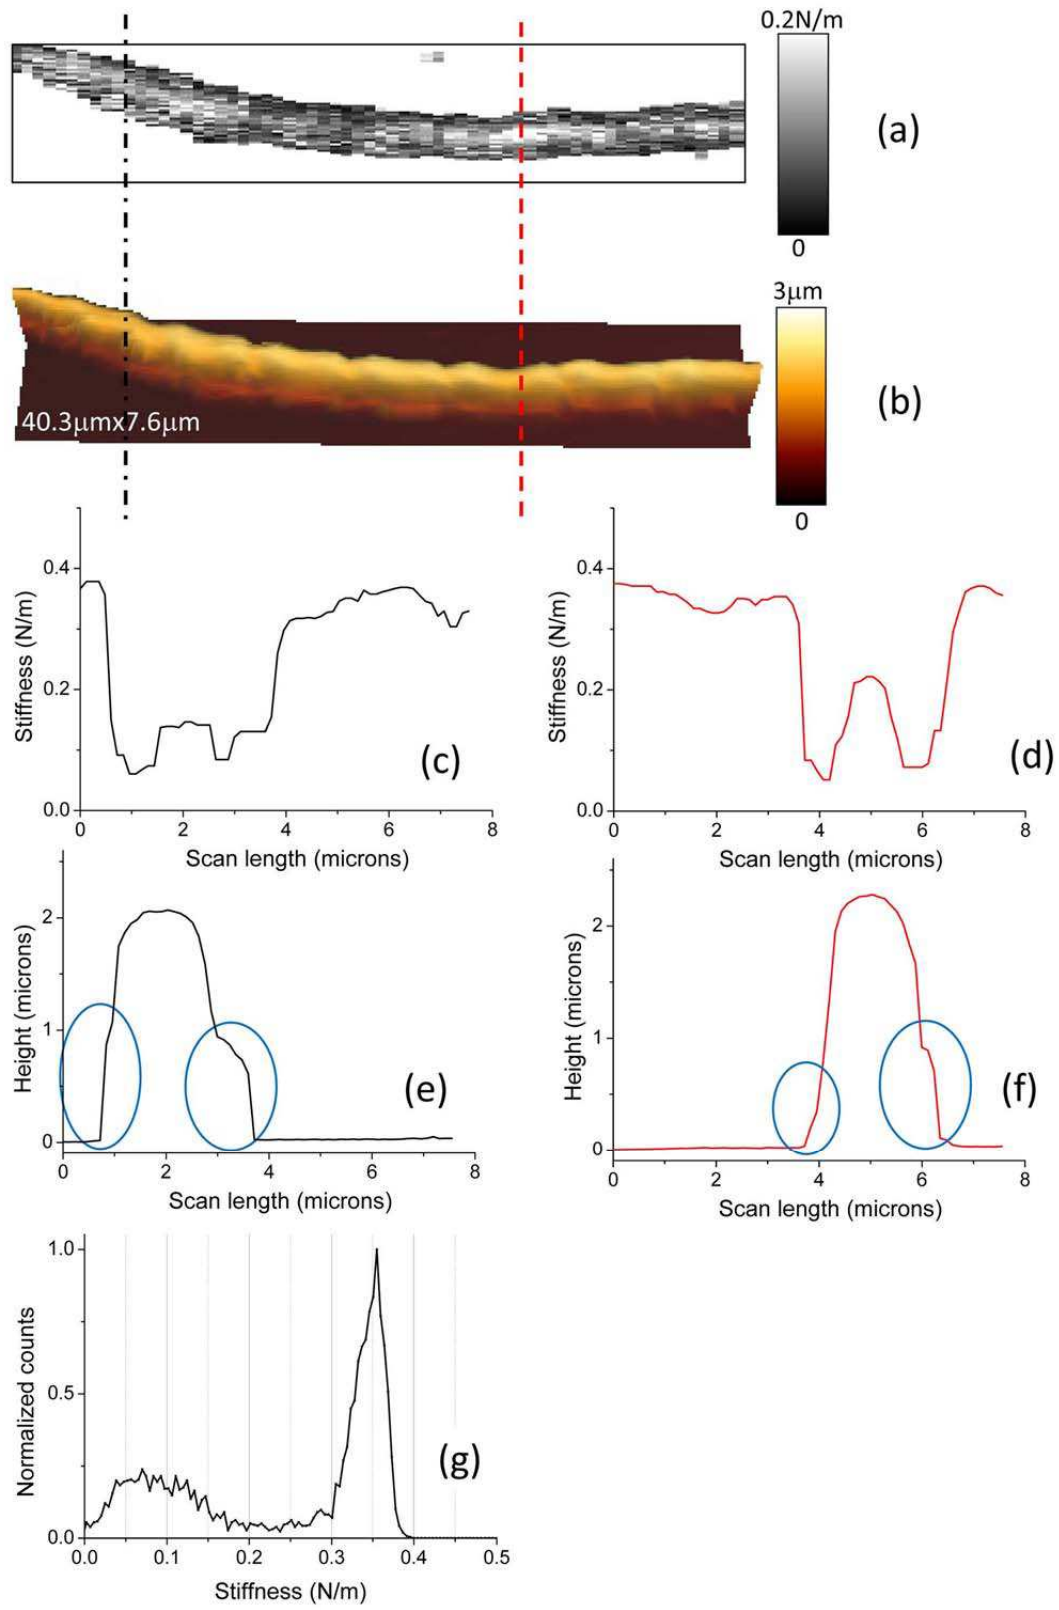 0.2N/m
(a)
0
3μm
(b)
40.3μmx7.6μm
0
0.4
0.2
0.0
Stiffness (N/m)
(c)
0 2 4 6 8
Scan length (microns)
0.4
0.2
0.0
Stiffness (N/m)
(d)
0 2 4 6 8
Scan length (microns)
2
1
0
Height (microns)
(e)
0 2 4 6 8
Scan length (microns)
2
1
0
Height (microns)
(f)
0 2 4 6 8
Scan length (microns)
1.0
0.5
0.0
Normalized counts
(g)
0.0 0.1 0.2 0.3 0.4 0.5
Stiffness (N/m)